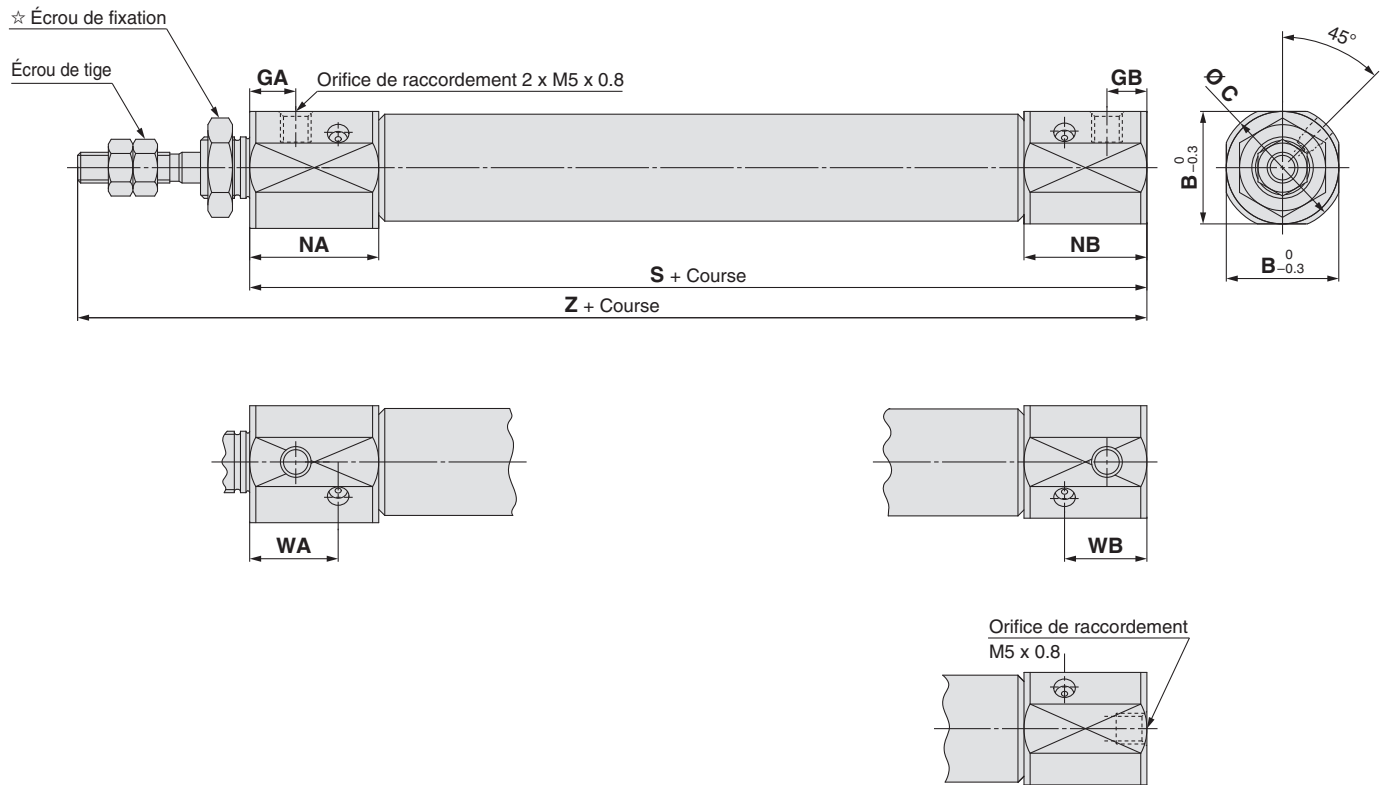 ☆ Écrou de fixation
Écrou de tige
GA
Orifice de raccordement 2 x M5 x 0.8
GB
45°
Ø C
B 0 –0.3
B 0 –0.3
NA
NB
S + Course
Z + Course
WA
WB
Orifice de raccordement
M5 x 0.8